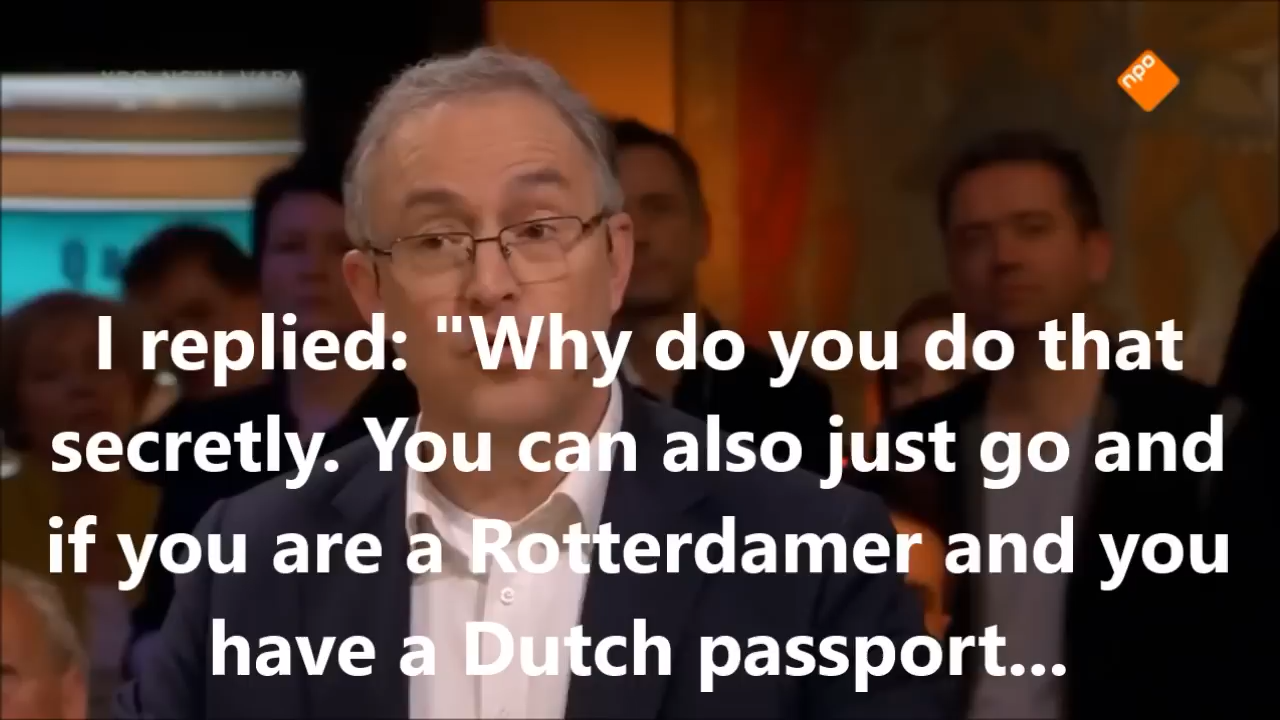 npo
I replied: "Why do you do that
secretly. You can also just go and
if you are a Rotterdamer and you
have a Dutch passport...